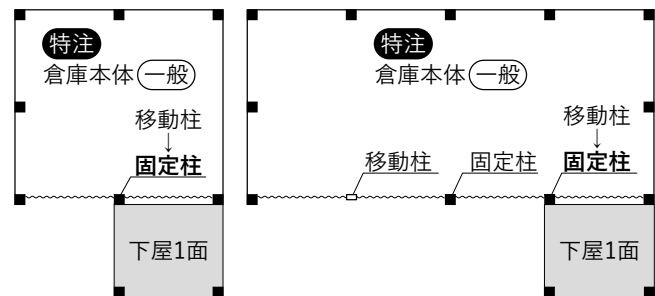 特注
倉庫本体 一般
移動柱
↓
固定柱
下屋1面
特注
倉庫本体 一般
移動柱
↓
移動柱 固定柱 固定柱
下屋1面